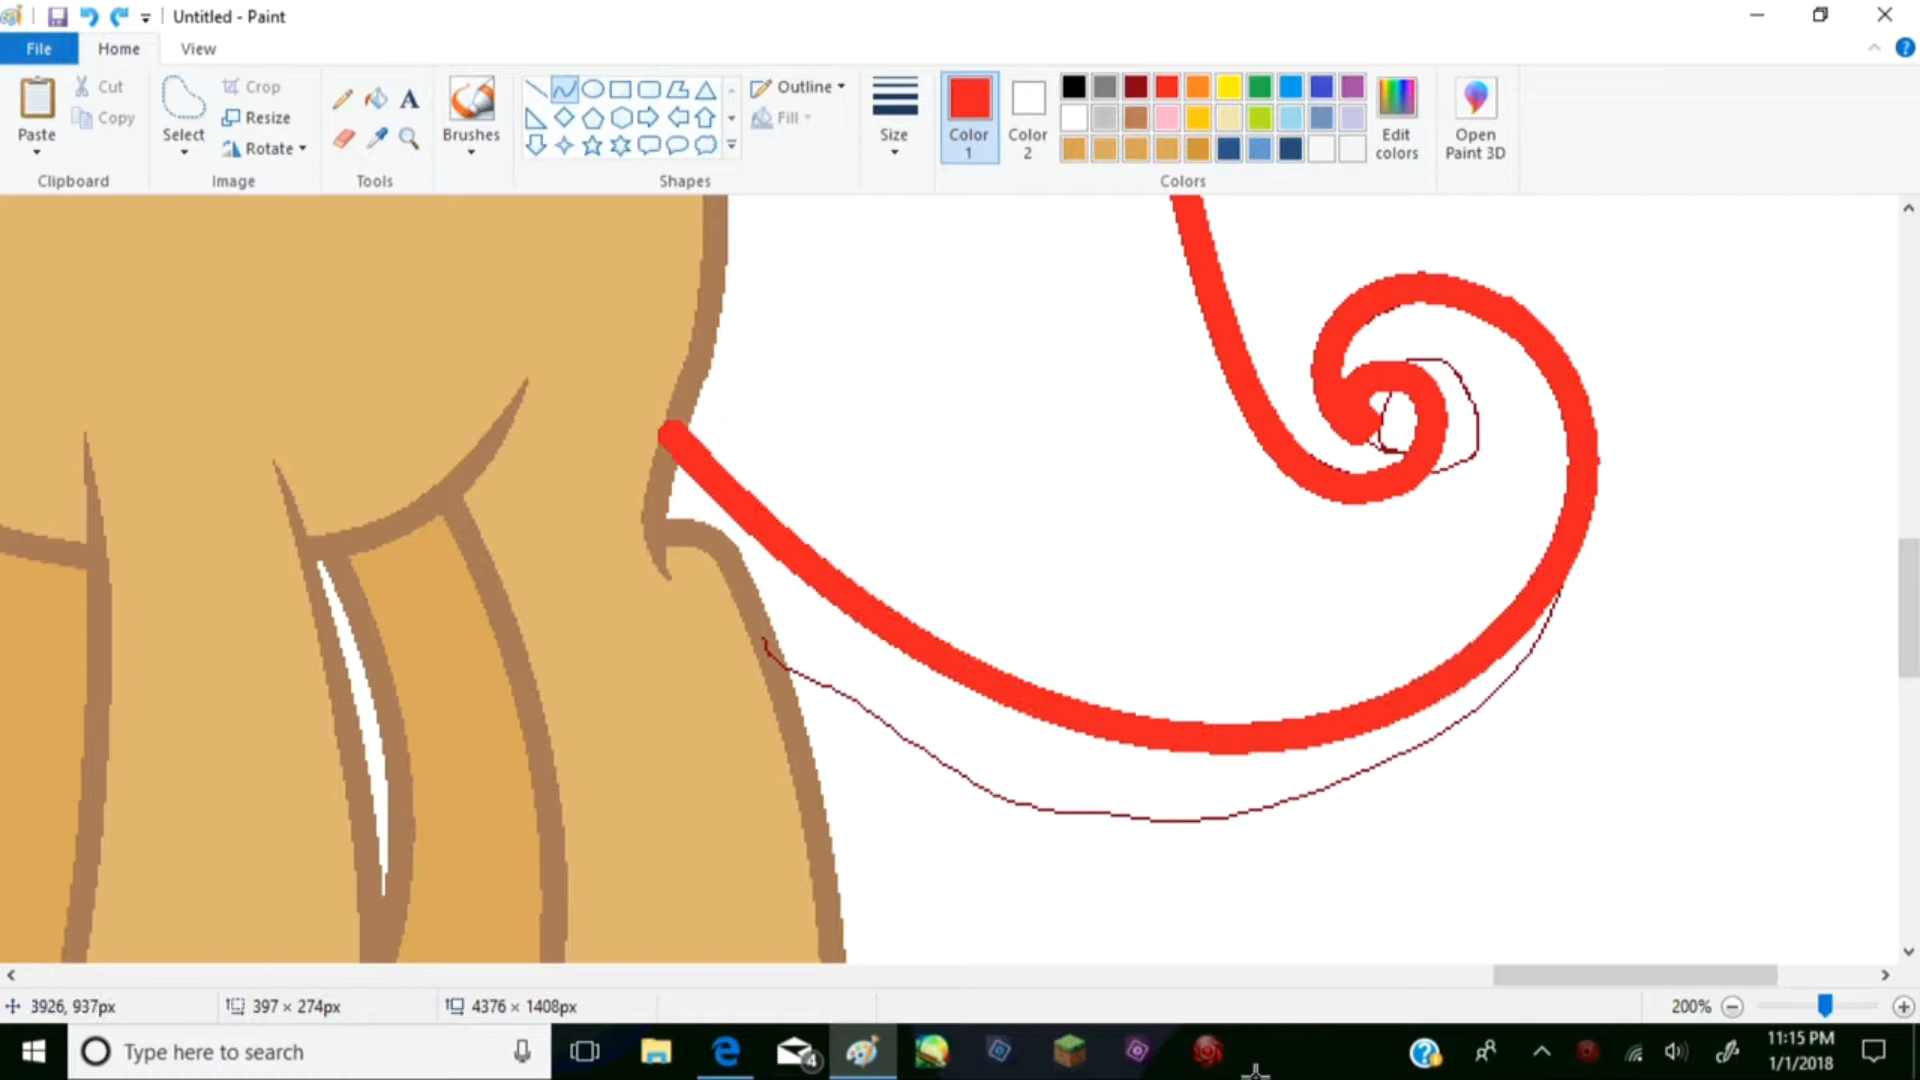 Untitled - Paint
File Home View
Paste
Cut
Copy
Clipboard
Select
Crop
Resize
Rotate
Image
A
Tools
Brushes
Shapes
Outline
Fill
Size
Color 1
Color 2
Colors
Edit colors
Open Paint 3D
3926, 937px
397 × 274px
4376 × 1408px
200%
Type here to search
4
11:15 PM
1/1/2018